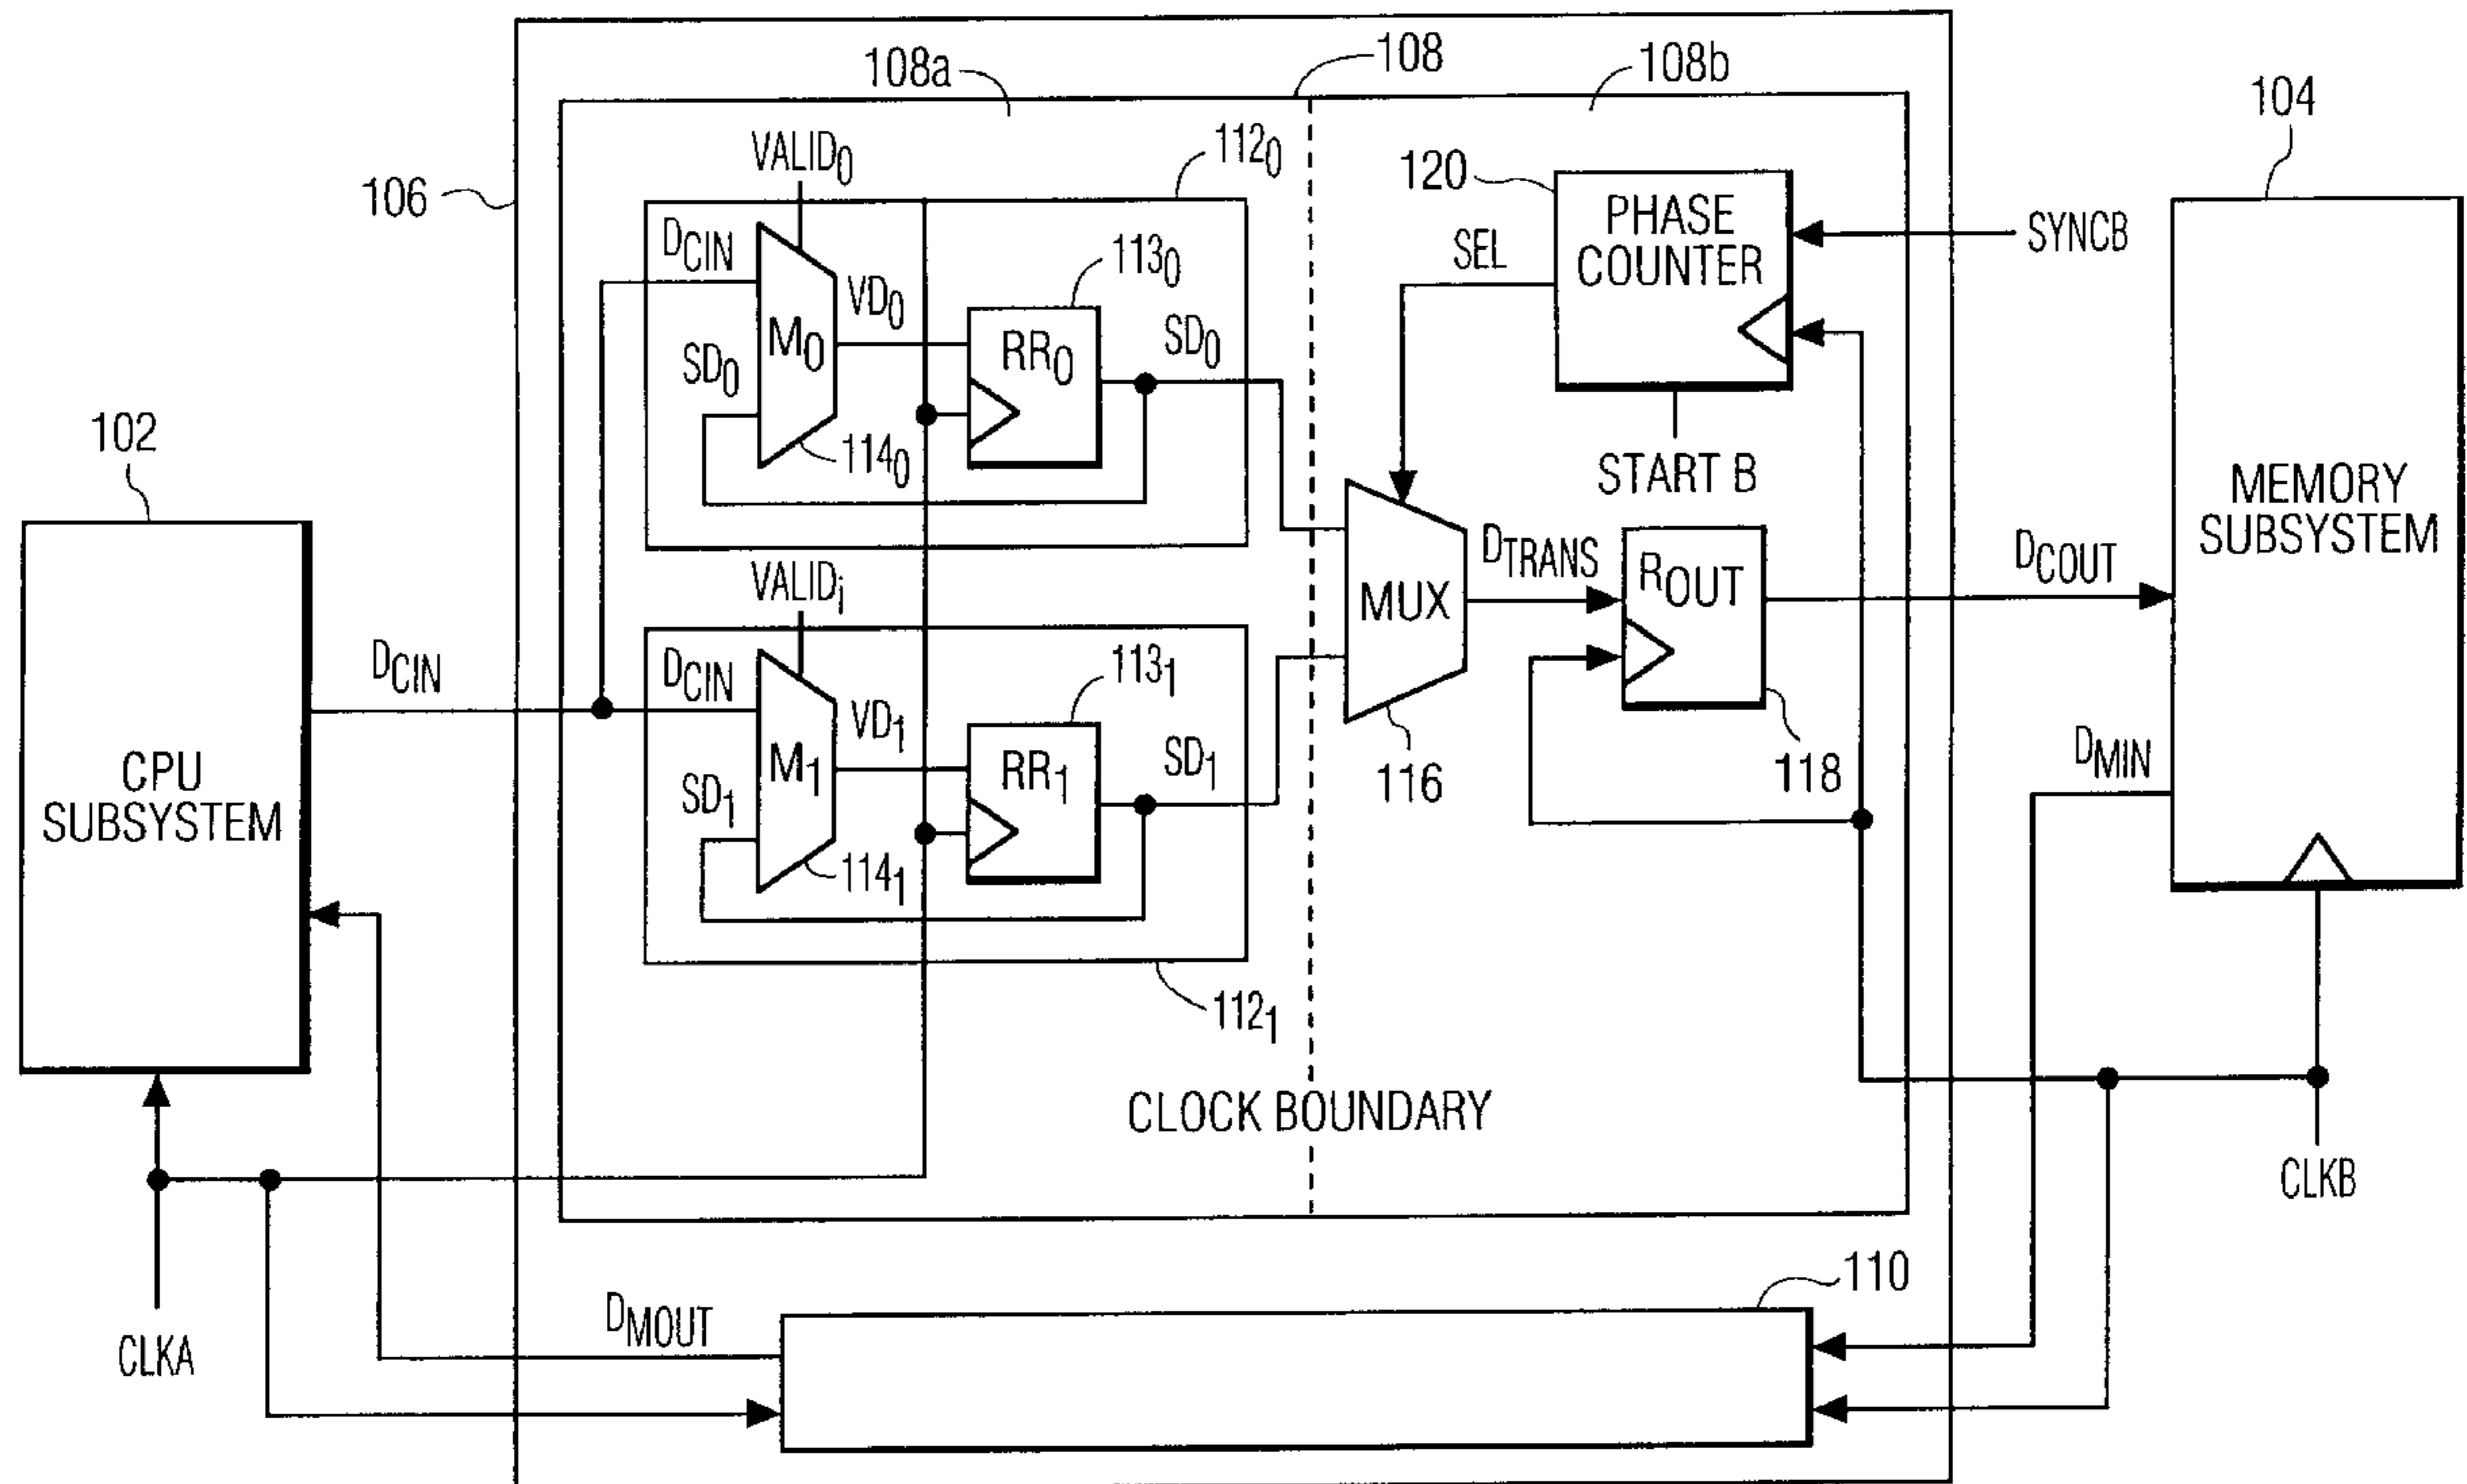 108a
108
108b
104
VALID0
1120
106
120
PHASE
COUNTER
SYNCB
DCIN
1130
SEL
VD0
SD0
M0
RR0
SD0
1140
START B
102
MEMORY
SUBSYSTEM
DTRANS
ROUT
DCOUT
MUX
VALIDi
DCIN
DCIN
1131
VD1
118
DMIN
116
CPU
SUBSYSTEM
M1
RR1
SD1
SD1
1141
1121
CLOCK BOUNDARY
CLKB
110
DMOUT
CLKA